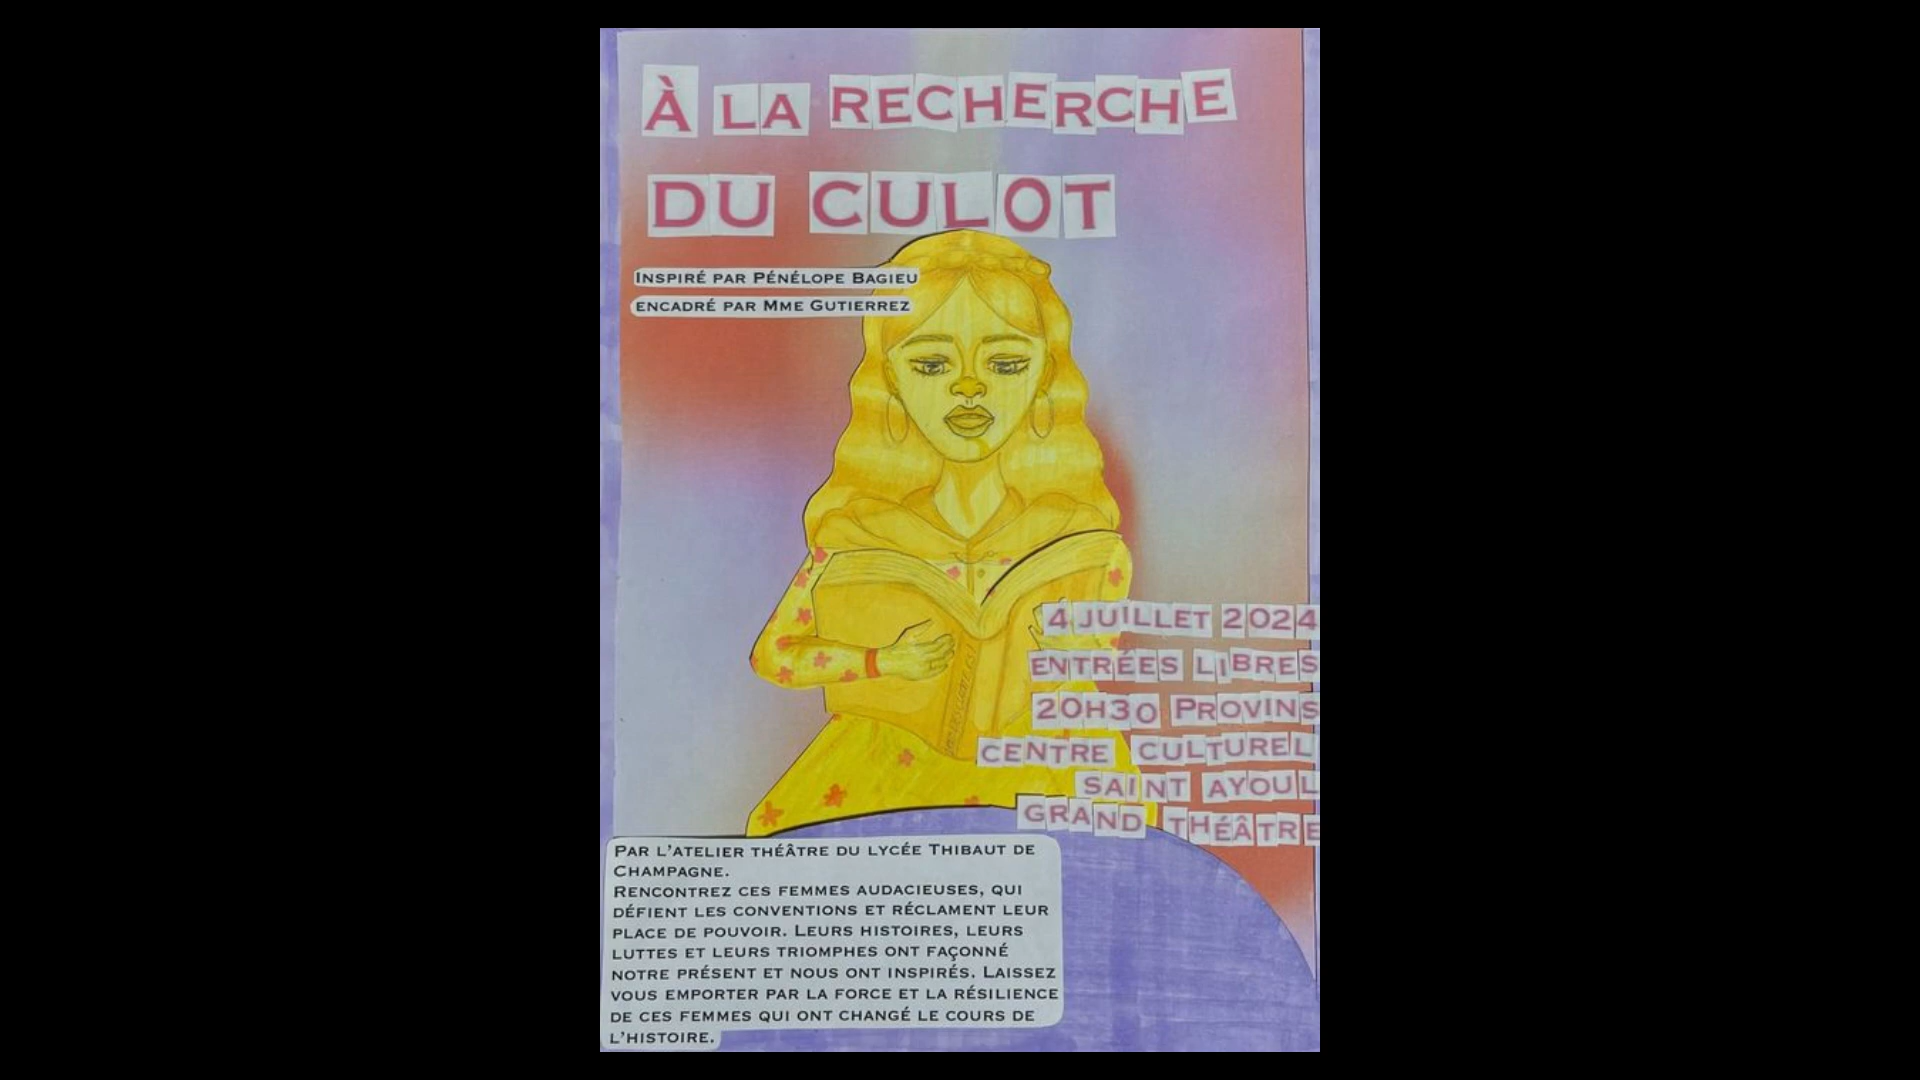 À LA RECHERCHE
DU CULOT
INSPIRÉ PAR PÉNÉLOPE BAGIEU
ENCADRÉ PAR MME GUTIERREZ
4 JUILLET 2024
ENTRÉES LIBRES
20H30 PROVINS
CENTRE CULTUREL
SAINT AYOUL
GRAND THÉÂTRE
PAR L'ATELIER THÉÂTRE DU LYCÉE THIBAUT DE
CHAMPAGNE.
RENCONTREZ CES FEMMES AUDACIEUSES, QUI
DÉFIENT LES CONVENTIONS ET RÉCLAMENT LEUR
PLACE DE POUVOIR. LEURS HISTOIRES, LEURS
LUTTES ET LEURS TRIOMPHES ONT FAÇONNÉ
NOTRE PRÉSENT ET NOUS ONT INSPIRÉS. LAISSEZ
VOUS EMPORTER PAR LA FORCE ET LA RÉSILIENCE
DE CES FEMMES QUI ONT CHANGÉ LE COURS DE
L'HISTOIRE.